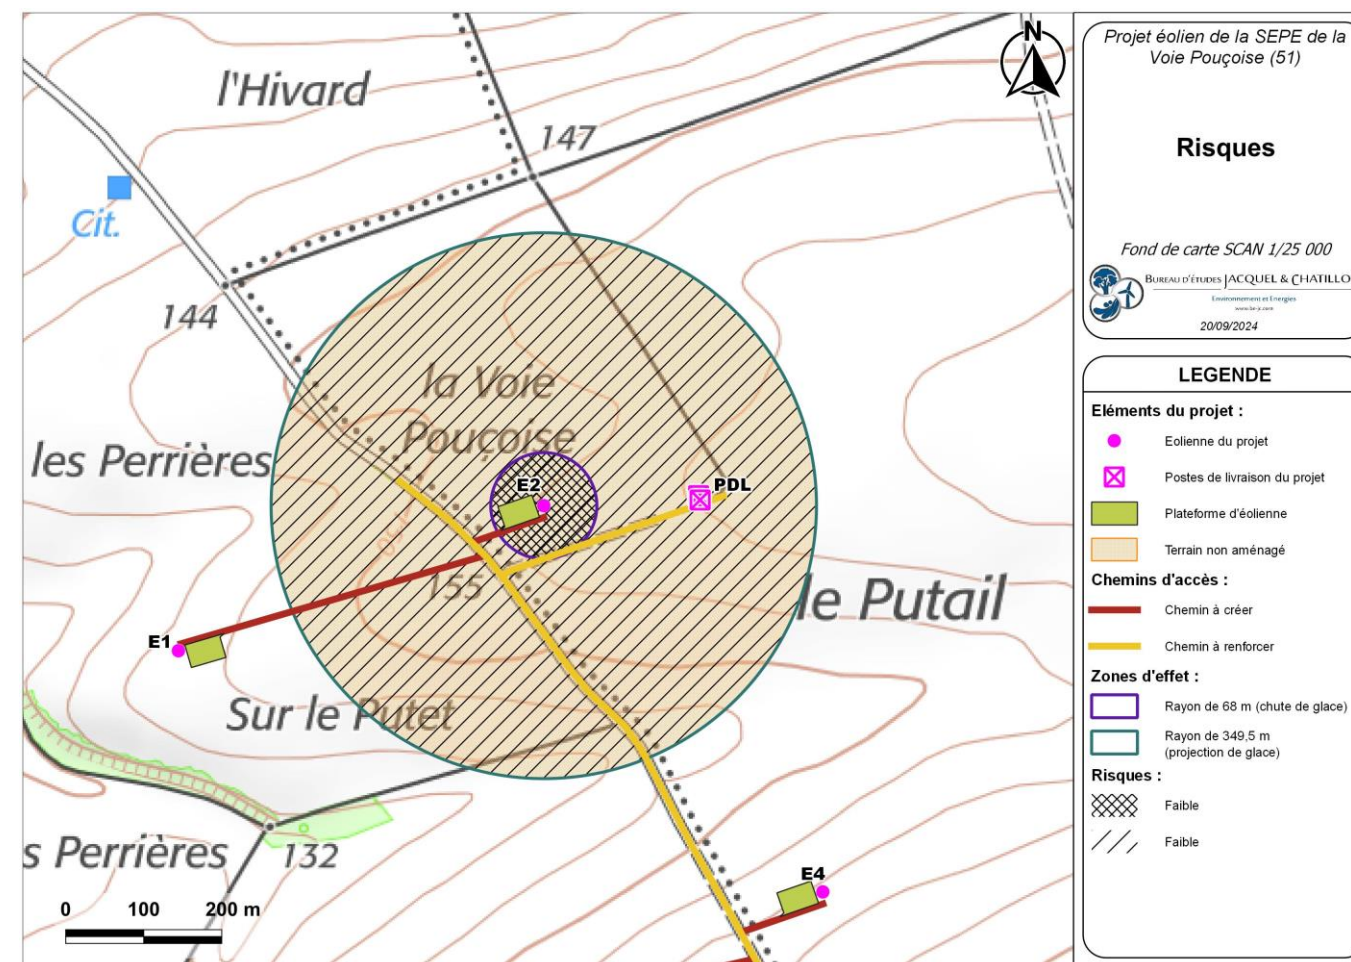 l'Hivard
147
Cit.
144
la Voie
Pouçoise
les Perrières
E2
PDL
155
le Putail
E1
Sur le Putet
s Perrières
132
E4
0 100 200 m
N
Projet éolien de la SEPE de la
Voie Pouçoise (51)
Risques
Fond de carte SCAN 1/25 000
BUREAU D'ÉTUDES JACQUEL & CHATILLO
Environnement et Energies
20/09/2024
LEGENDE
Eléments du projet :
Eolienne du projet
Postes de livraison du projet
Plateforme d'éolienne
Terrain non aménagé
Chemins d'accès :
Chemin à créer
Chemin à renforcer
Zones d'effet :
Rayon de 68 m (chute de glace)
Rayon de 349,5 m
(projection de glace)
Risques :
Faible
Faible